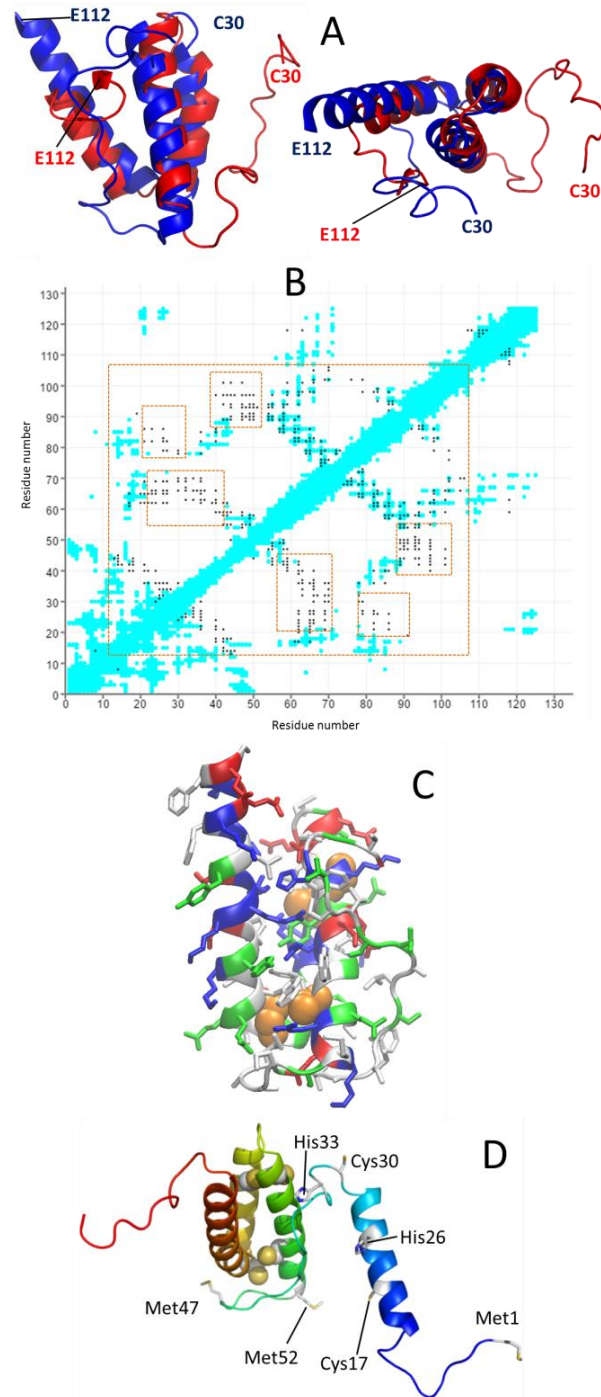 E112
C30
A
C30
E112
E112
C30
E112
C30
B
130
120
110
100
90
80
70
60
50
40
30
20
10
0
Residue number
0 10 20 30 40 50 60 70 80 90 100 110 120 130
Residue number
C
D
His33
Cys30
His26
Met47
Met52
Cys17
Met1